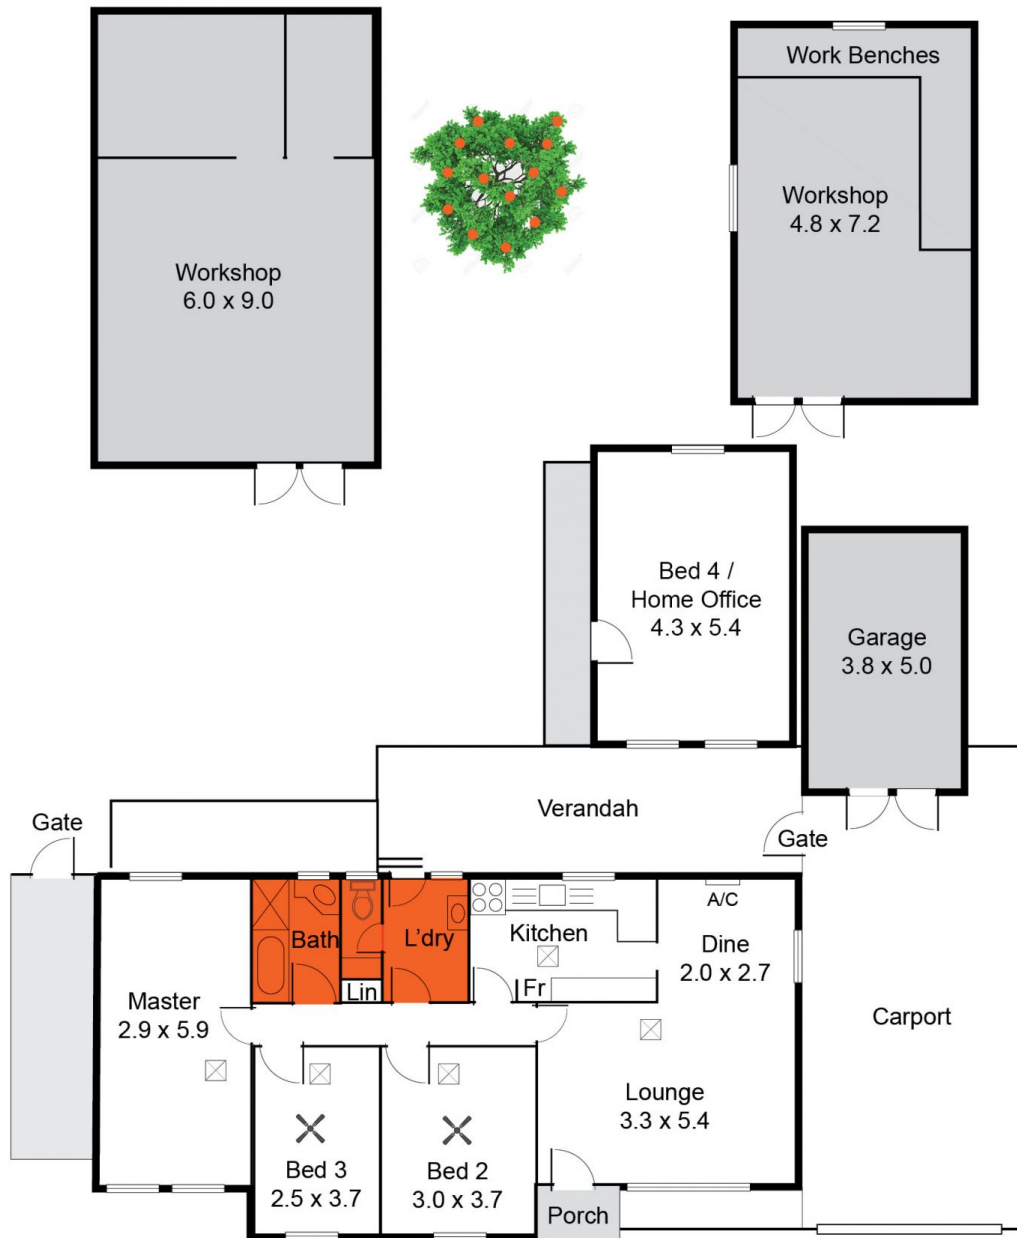 Work Benches
Workshop
4.8 x 7.2
Workshop
6.0 x 9.0
Bed 4 /
Home Office
4.3 x 5.4
Garage
3.8 x 5.0
Verandah
Gate
Gate
A/C
Bath
L'dry
Kitchen
Dine
2.0 x 2.7
Fr
Lin
Master
2.9 x 5.9
Carport
Lounge
3.3 x 5.4
Bed 3
2.5 x 3.7
Bed 2
3.0 x 3.7
Porch